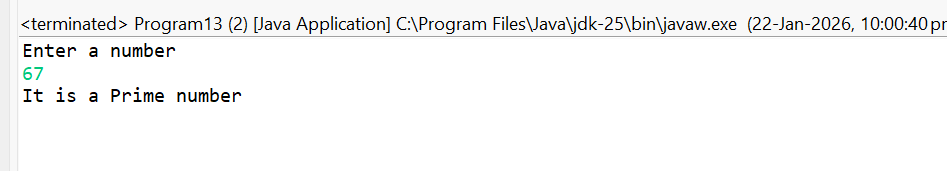 <terminated> Program13 (2) [Java Application] C:\Program Files\Java\jdk-25\bin\javaw.exe (22-Jan-2026, 10:00:40 pm
Enter a number
67
It is a Prime number